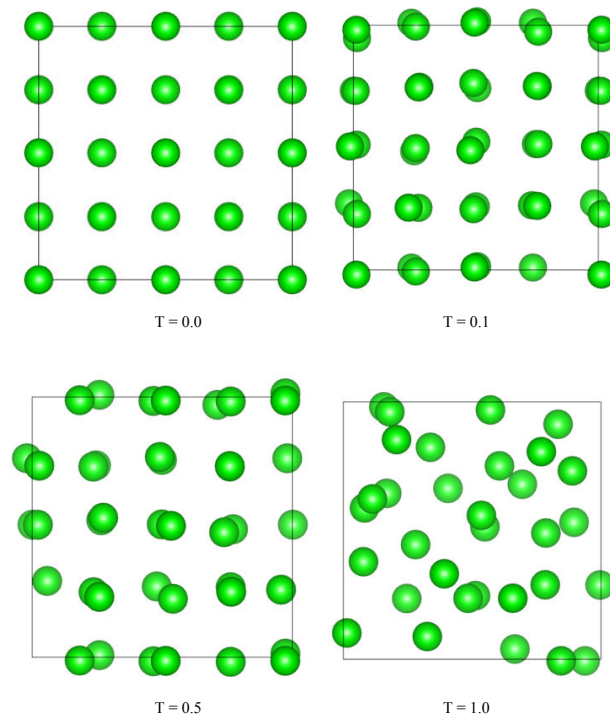 T = 0.0
T = 0.1
T = 0.5
T = 1.0